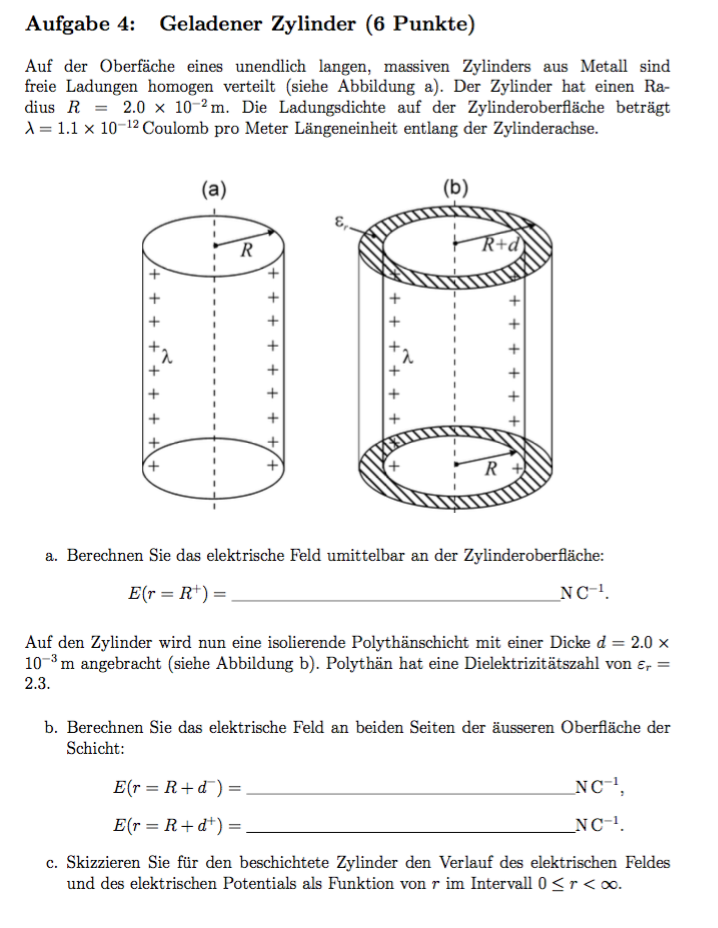 Aufgabe 4: Geladener Zylinder (6 Punkte)
Auf der Oberfäche eines unendlich langen, massiven Zylinders aus Metall sind
freie Ladungen homogen verteilt (siehe Abbildung a). Der Zylinder hat einen Ra-
dius R = 2.0 × 10⁻² m. Die Ladungsdichte auf der Zylinderoberfläche beträgt
λ = 1.1 × 10⁻¹² Coulomb pro Meter Längeneinheit entlang der Zylinderachse.
(a)
R
λ
(b)
εᵣ
R+d
λ
R
a. Berechnen Sie das elektrische Feld umittelbar an der Zylinderoberfläche:
E(r = R⁺) = ______ N C⁻¹.
Auf den Zylinder wird nun eine isolierende Polythänschicht mit einer Dicke d = 2.0 ×
10⁻³ m angebracht (siehe Abbildung b). Polythän hat eine Dielektrizitätszahl von εᵣ =
2.3.
b. Berechnen Sie das elektrische Feld an beiden Seiten der äusseren Oberfläche der
Schicht:
E(r = R + d⁻) = ______ N C⁻¹,
E(r = R + d⁺) = ______ N C⁻¹.
c. Skizzieren Sie für den beschichtete Zylinder den Verlauf des elektrischen Feldes
und des elektrischen Potentials als Funktion von r im Intervall 0 ≤ r < ∞.